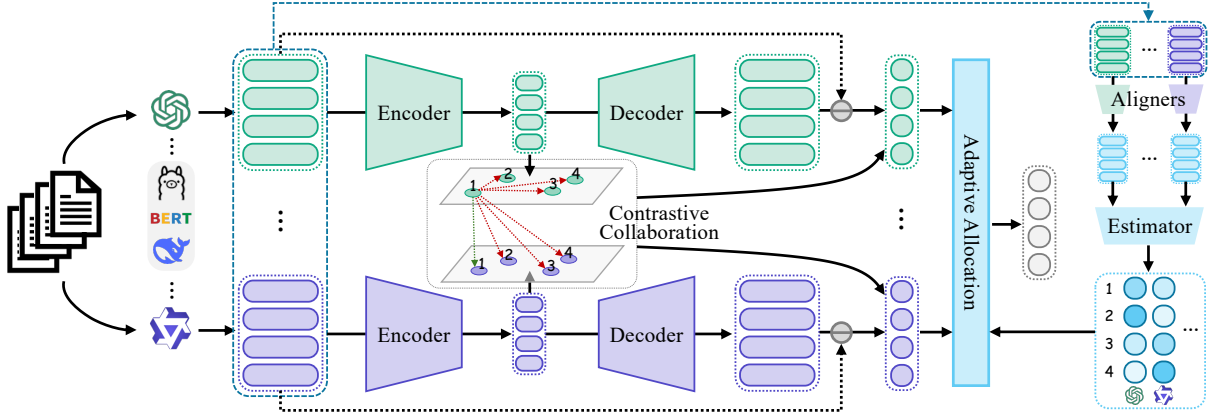 ...
Aligners
Encoder
Decoder
...
1
2
3
4
Contrastive
Collaboration
1
2
3
4
BERT
...
...
...
...
...
Adaptive Allocation
...
Estimator
Encoder
Decoder
1
2
3
4
...